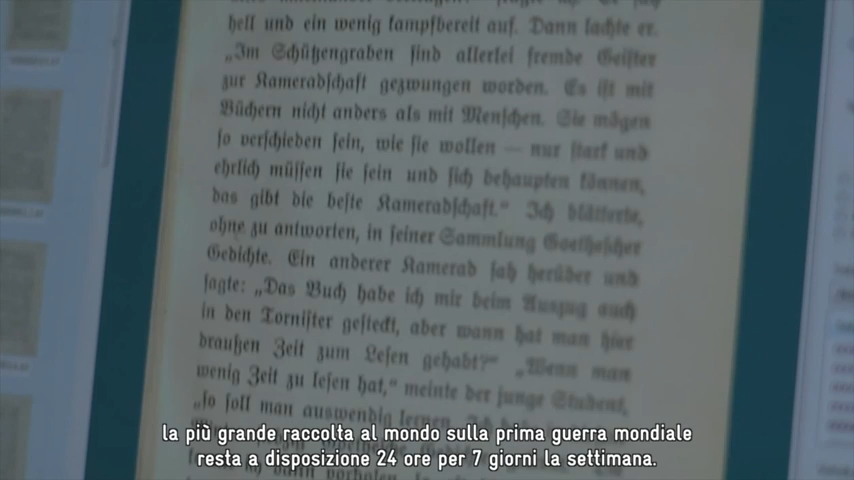 hell und ein wenig kampfbereit auf. Dann lachte er.
„Im Schützengraben sind allerlei fremde Geister
zur Kameradschaft gezwungen worden. Es ist mit
Büchern nicht anders als mit Menschen. Sie mögen
so verschieden sein, wie sie wollen — nur stark und
ehrlich müssen sie sein und sich behaupten können,
das gibt die beste Kameradschaft.“ Ich blätterte,
ohne zu antworten, in seiner Sammlung Goethescher
Gedichte. Ein anderer Kamerad sah herüber und
sagte: „Das Buch habe ich mir beim Auszug auch
in den Tornister gesteckt, aber wann hat man hier
draußen Zeit zum Lesen gehabt?“ „Wenn man
wenig Zeit zu lesen hat,“ meinte der junge Student,
„so soll man auswendig lernen.
la più grande raccolta al mondo sulla prima guerra mondiale
resta a disposizione 24 ore per 7 giorni la settimana.